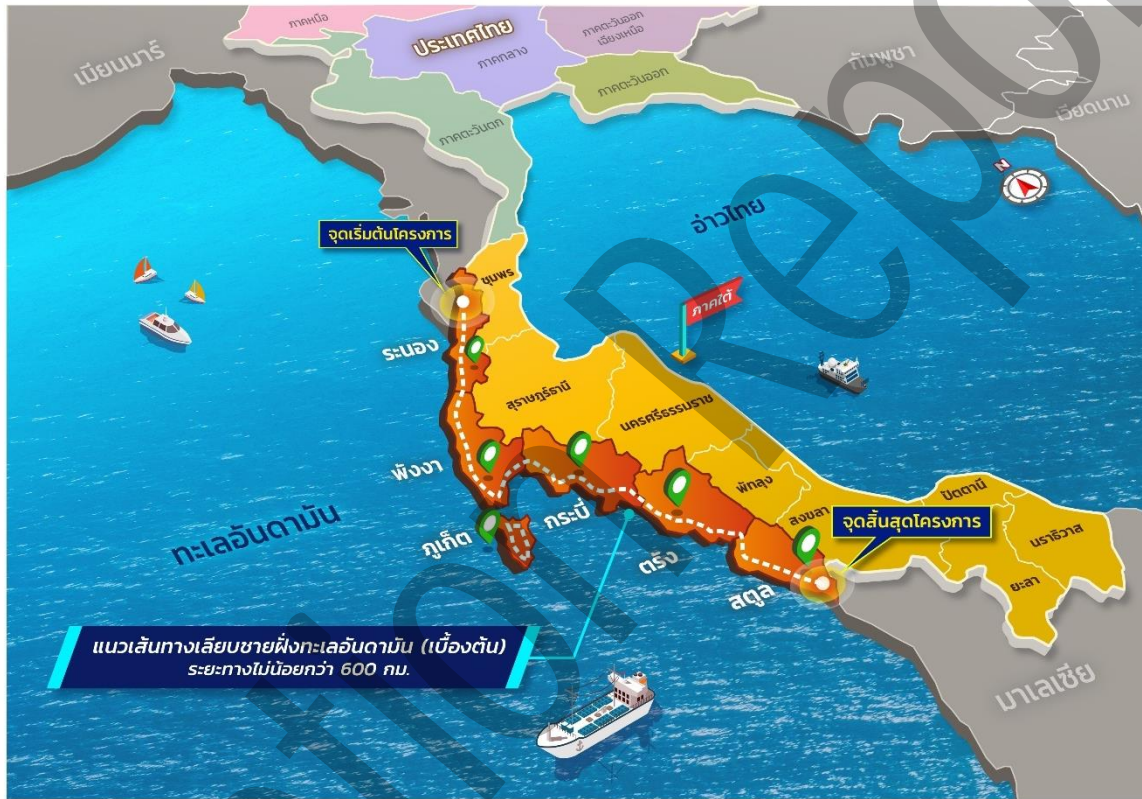 ภาคเหนือ
ประเทศไทย
ภาคกลาง
ภาคตะวันออก
เฉียงเหนือ
เมียนมาร์
กัมพูชา
ภาคตะวันออก
เวียดนาม
ภาคตะวันตก
N
อ่าวไทย
จุดเริ่มต้นโครงการ
ชุมพร
ภาคใต้
ระนอง
สุราษฎร์ธานี
นครศรีธรรมราช
พังงา
พัทลุง
ปัตตานี
สงขลา
กระบี่
จุดสิ้นสุดโครงการ
ทะเลอันดามัน
ภูเก็ต
นราธิวาส
ตรัง
ยะลา
สตูล
แนวเส้นทางเลียบชายฝั่งทะเลอันดามัน (เบื้องต้น)
ระยะทางไม่น้อยกว่า 600 กม.
มาเลเซีย